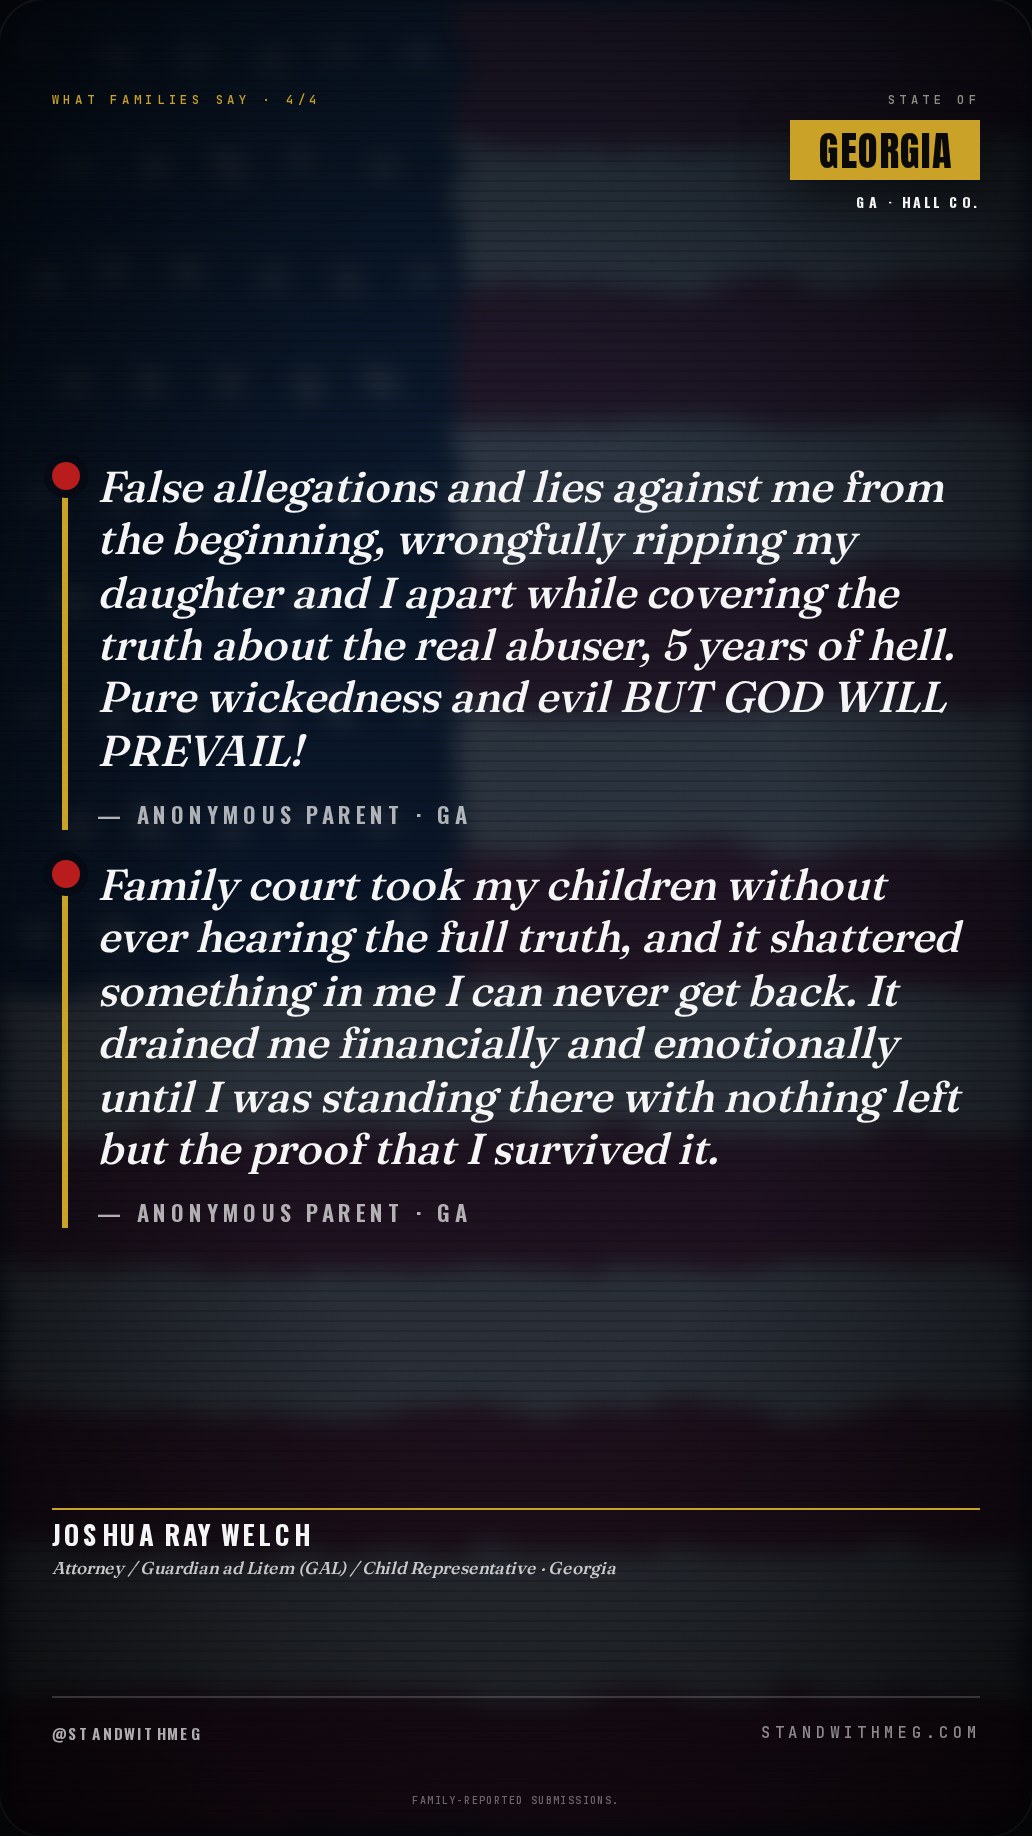 WHAT FAMILIES SAY · 4/4
STATE OF
GEORGIA
GA · HALL CO.
False allegations and lies against me from
the beginning, wrongfully ripping my
daughter and I apart while covering the
truth about the real abuser, 5 years of hell.
Pure wickedness and evil BUT GOD WILL
PREVAIL!
— ANONYMOUS PARENT · GA
Family court took my children without
ever hearing the full truth, and it shattered
something in me I can never get back. It
drained me financially and emotionally
until I was standing there with nothing left
but the proof that I survived it.
— ANONYMOUS PARENT · GA
JOSHUA RAY WELCH
Attorney / Guardian ad Litem (GAL) / Child Representative · Georgia
@STANDWITHMEG
STANDWITHMEG.COM
FAMILY-REPORTED SUBMISSIONS.